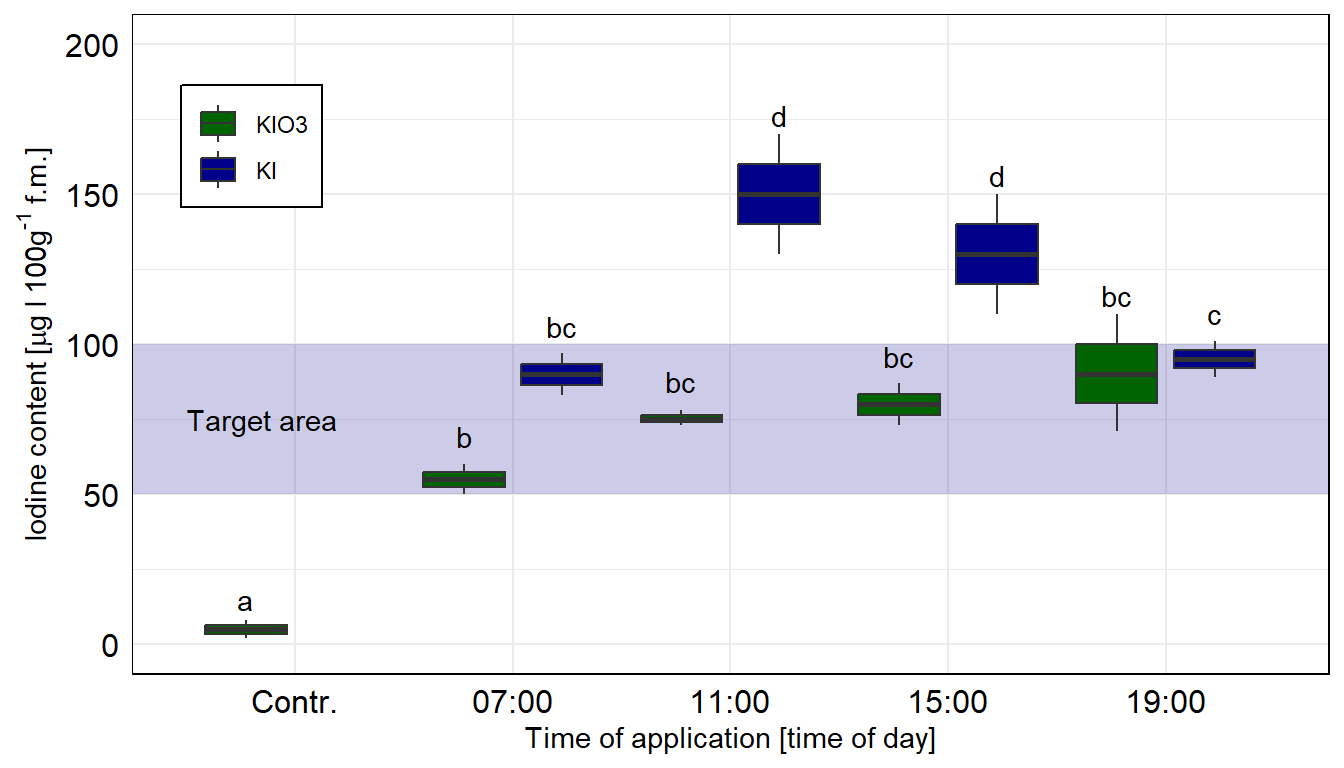 200
150
100
50
0
Iodine content [µg I 100g⁻¹ f.m.]
KIO3
KI
Target area
a
b
bc
bc
d
bc
d
bc
c
Contr. 07:00 11:00 15:00 19:00
Time of application [time of day]